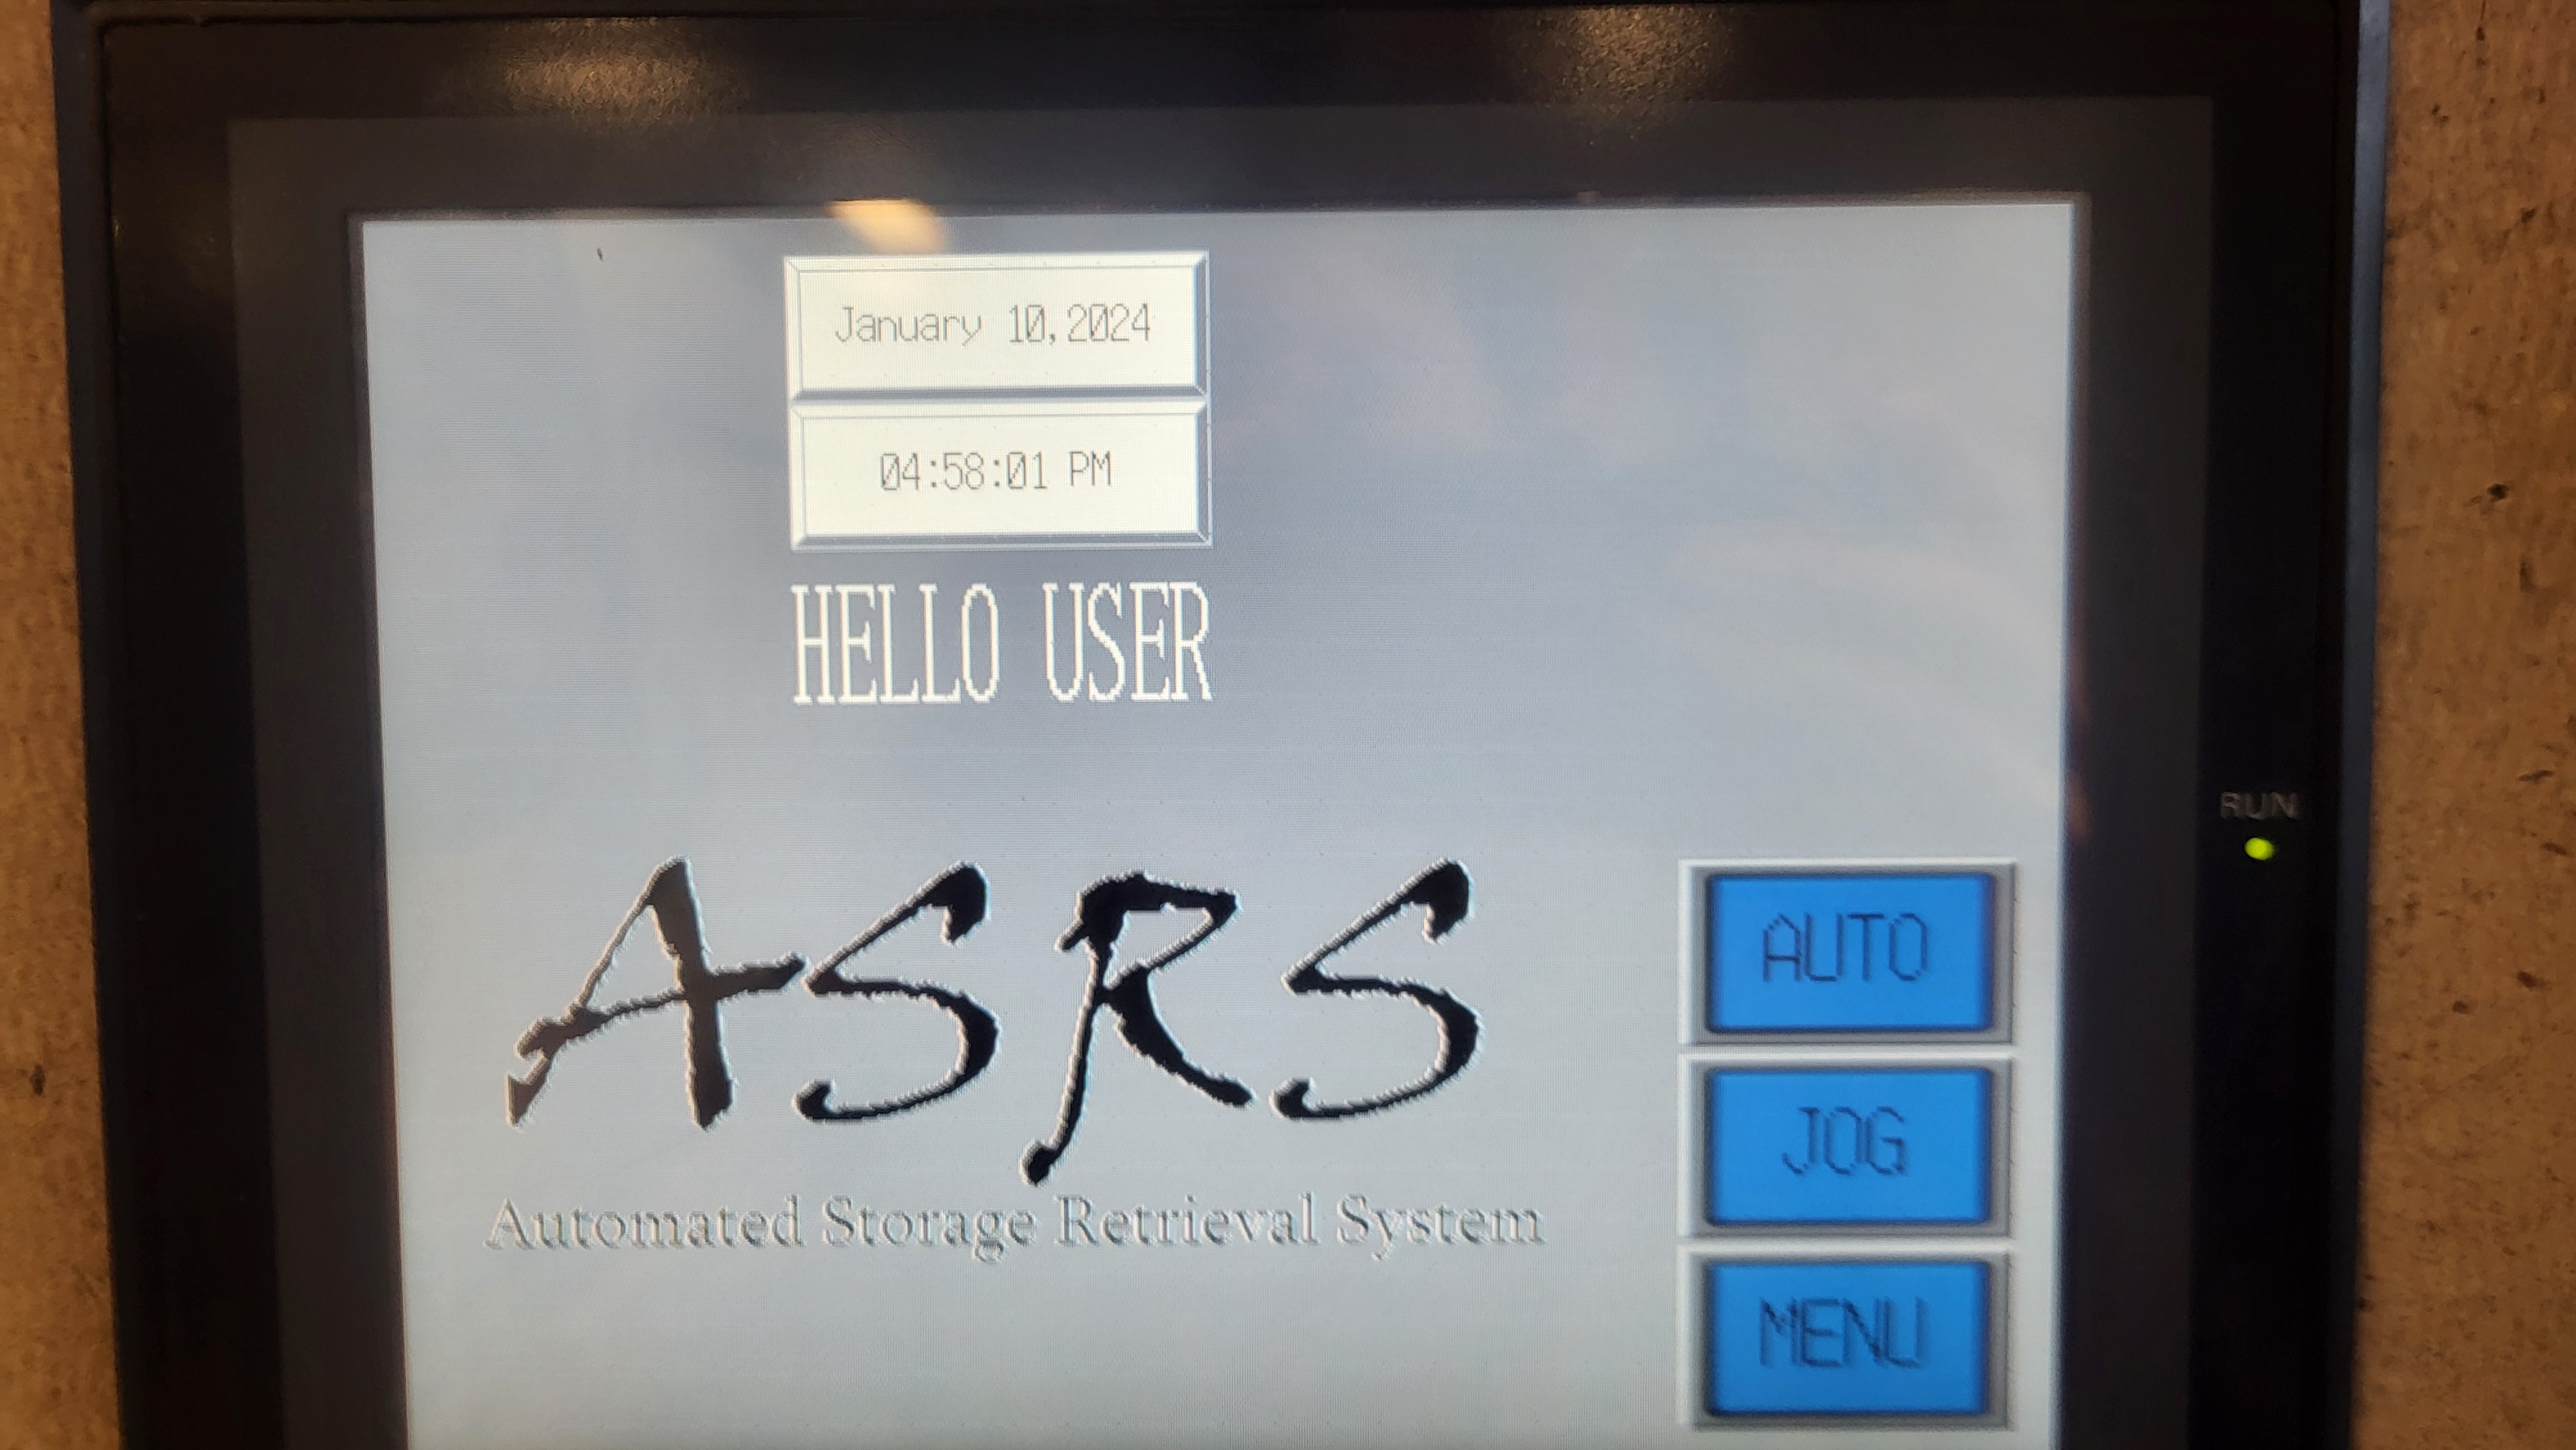 January 10,2024
04:58:01 PM
HELLO USER
RUN
ASRS
AUTO
JOG
Automated Storage Retrieval System
MENU